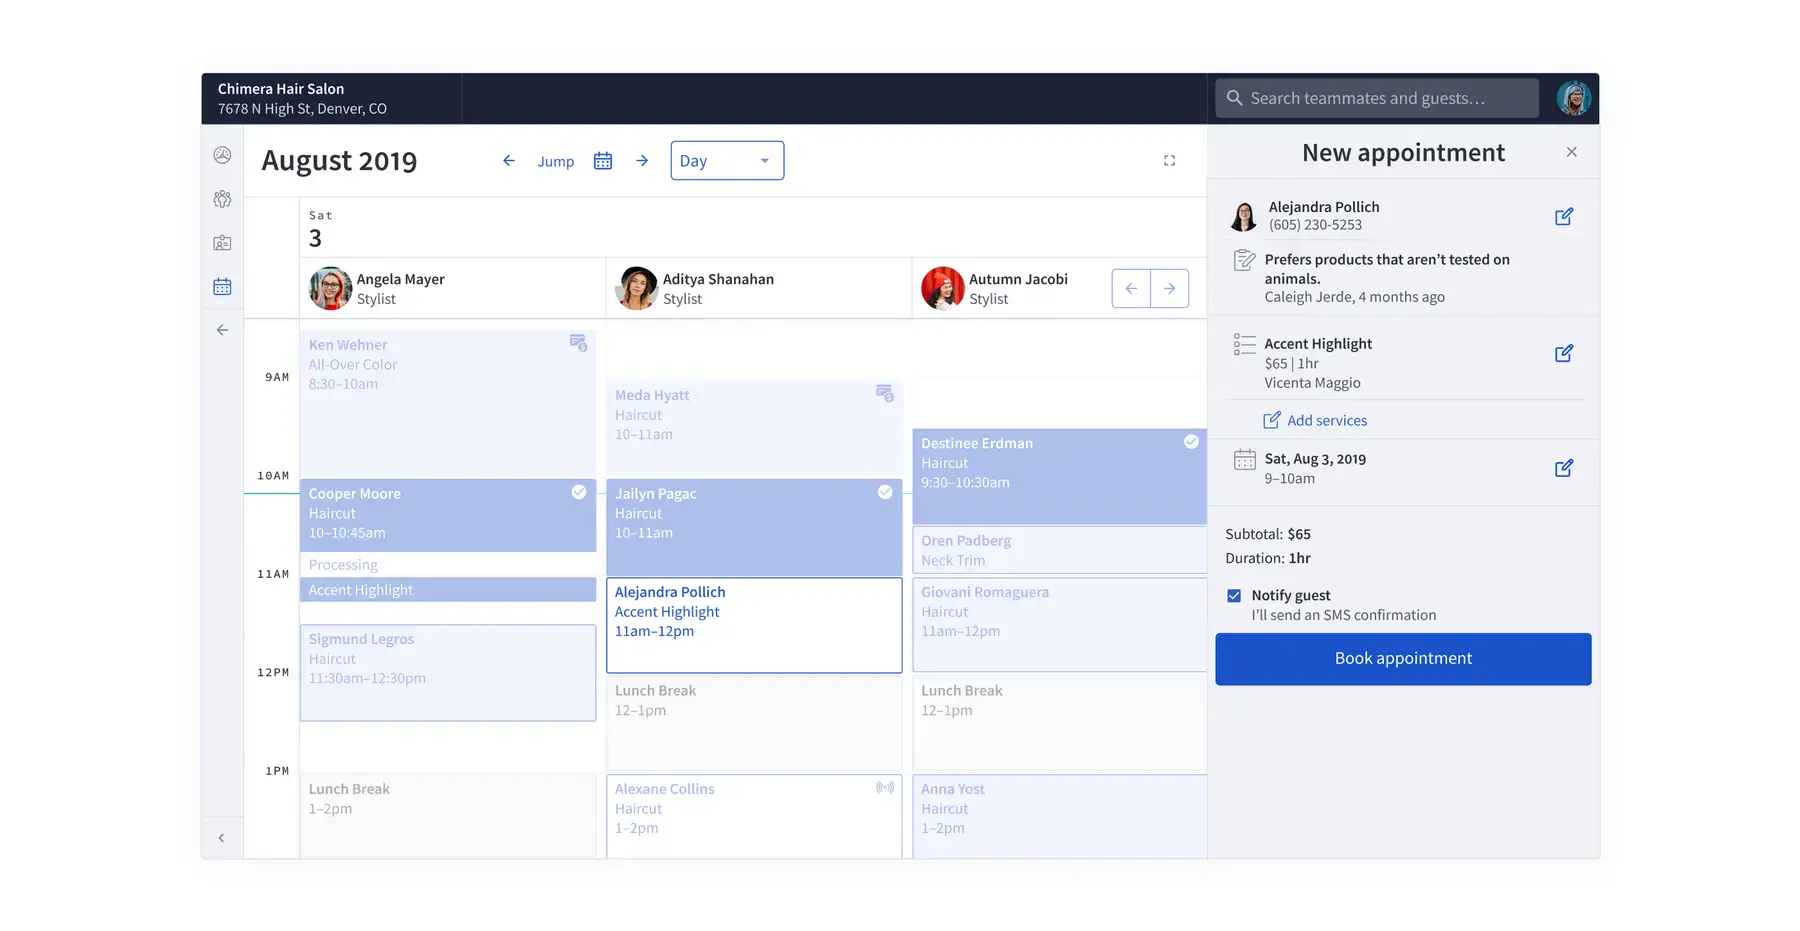 Chimera Hair Salon
7678 N High St, Denver, CO
Search teammates and guests...
August 2019
Jump
Day
Sat
3
Angela Mayer
Stylist
Aditya Shanahan
Stylist
Autumn Jacobi
Stylist
9AM
10AM
11AM
12PM
1PM
Ken Wehner
All-Over Color
8:30–10am
Cooper Moore
Haircut
10–10:45am
Processing
Accent Highlight
Sigmund Legros
Haircut
11:30am–12:30pm
Lunch Break
1–2pm
Meda Hyatt
Haircut
10–11am
Jailyn Pagac
Haircut
10–11am
Alejandra Pollich
Accent Highlight
11am–12pm
Lunch Break
12–1pm
Alexane Collins
Haircut
1–2pm
Destinee Erdman
Haircut
9:30–10:30am
Oren Padberg
Neck Trim
Giovani Romaguera
Haircut
11am–12pm
Lunch Break
12–1pm
Anna Yost
Haircut
1–2pm
New appointment
Alejandra Pollich
(605) 230-5253
Prefers products that aren’t tested on
animals.
Caleigh Jerde, 4 months ago
Accent Highlight
$65 | 1hr
Vicenta Maggio
Add services
Sat, Aug 3, 2019
9–10am
Subtotal: $65
Duration: 1hr
Notify guest
I’ll send an SMS confirmation
Book appointment